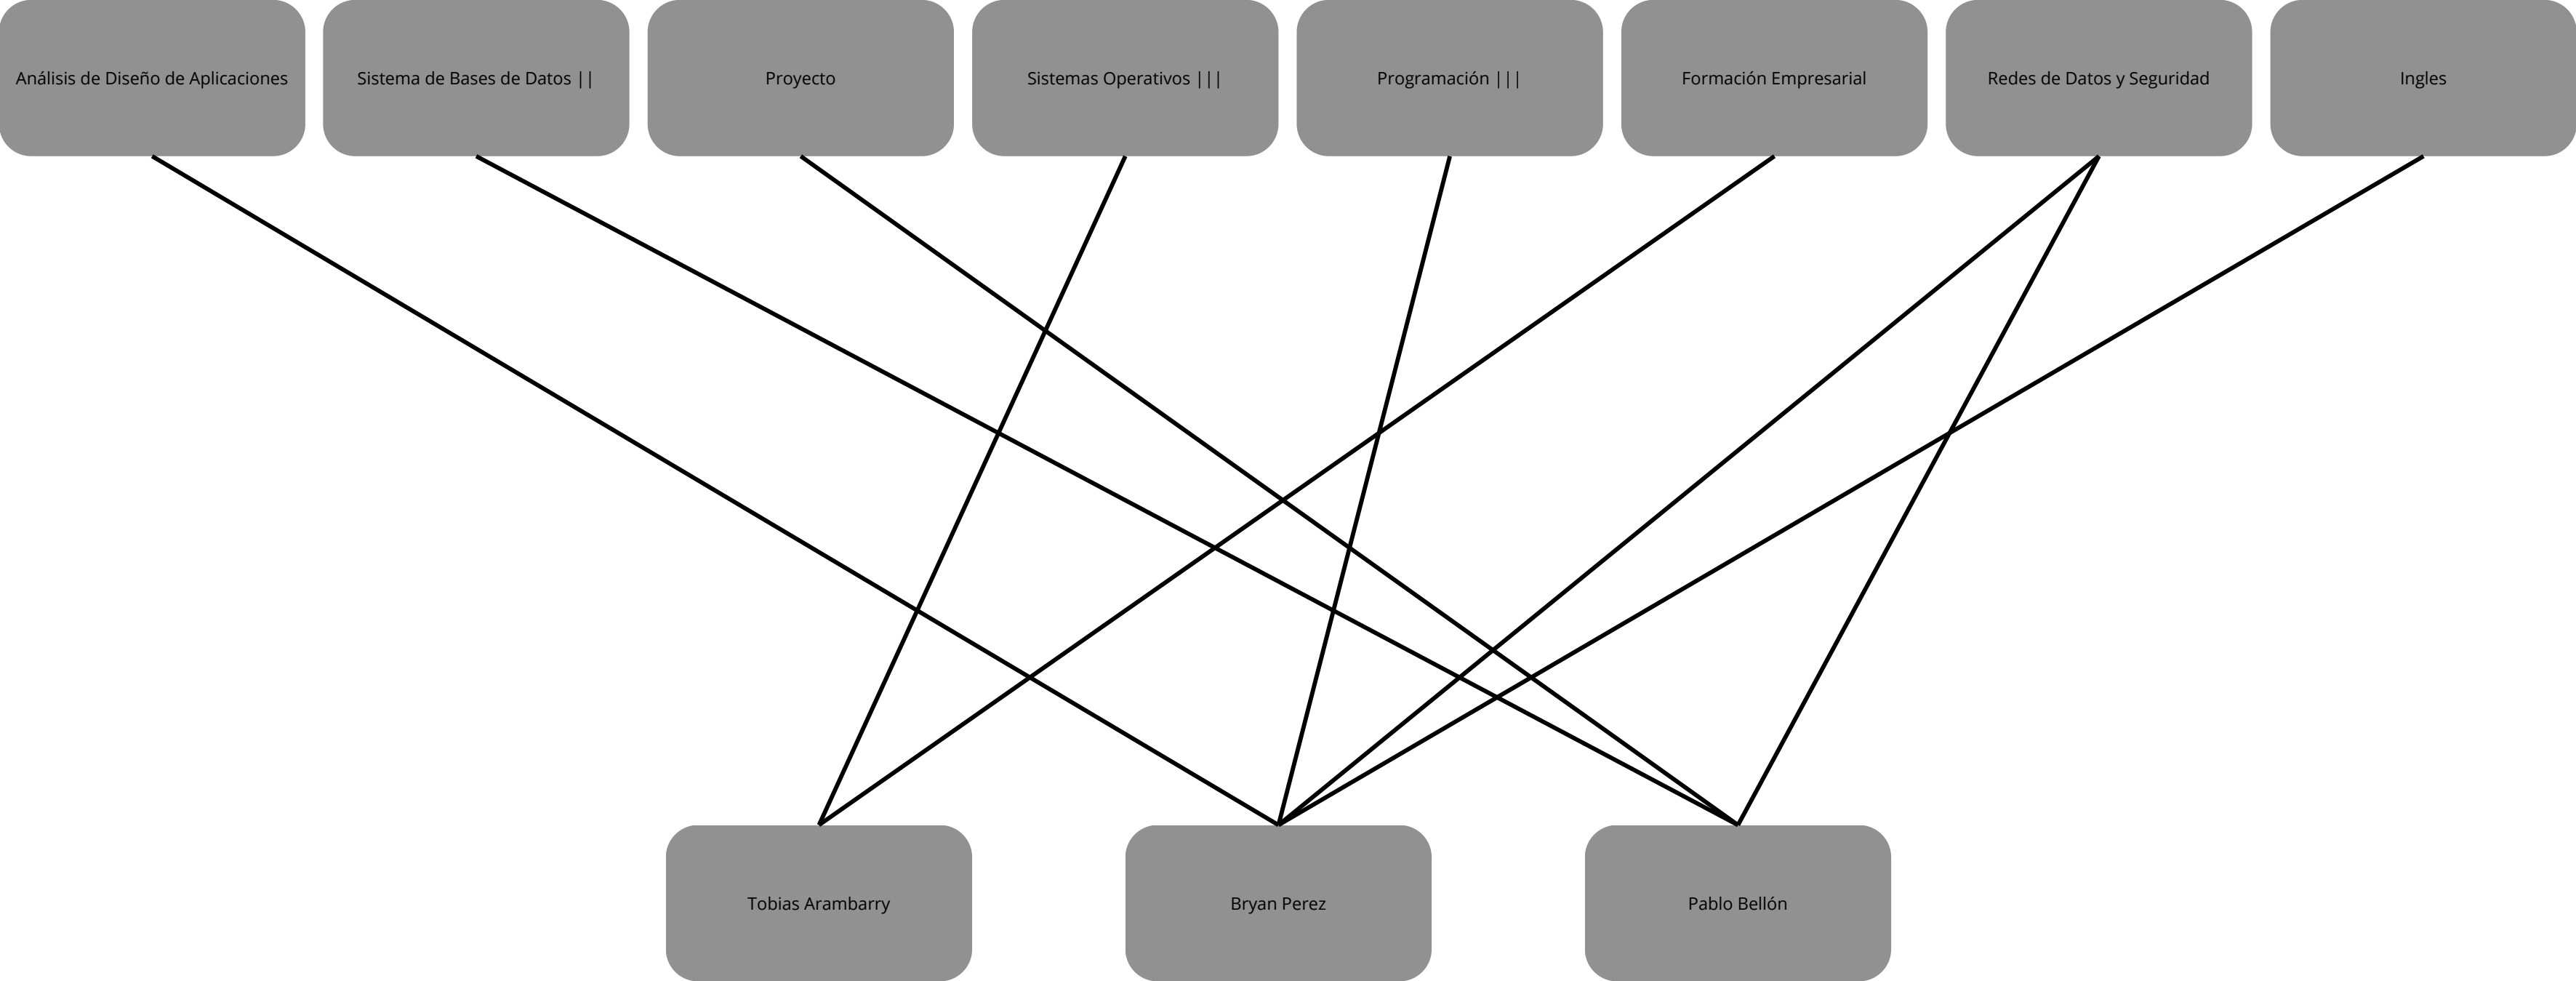 Análisis de Diseño de Aplicaciones
Sistema de Bases de Datos ||
Proyecto
Sistemas Operativos |||
Programación |||
Formación Empresarial
Redes de Datos y Seguridad
Ingles
Tobias Arambarry
Bryan Perez
Pablo Bellón